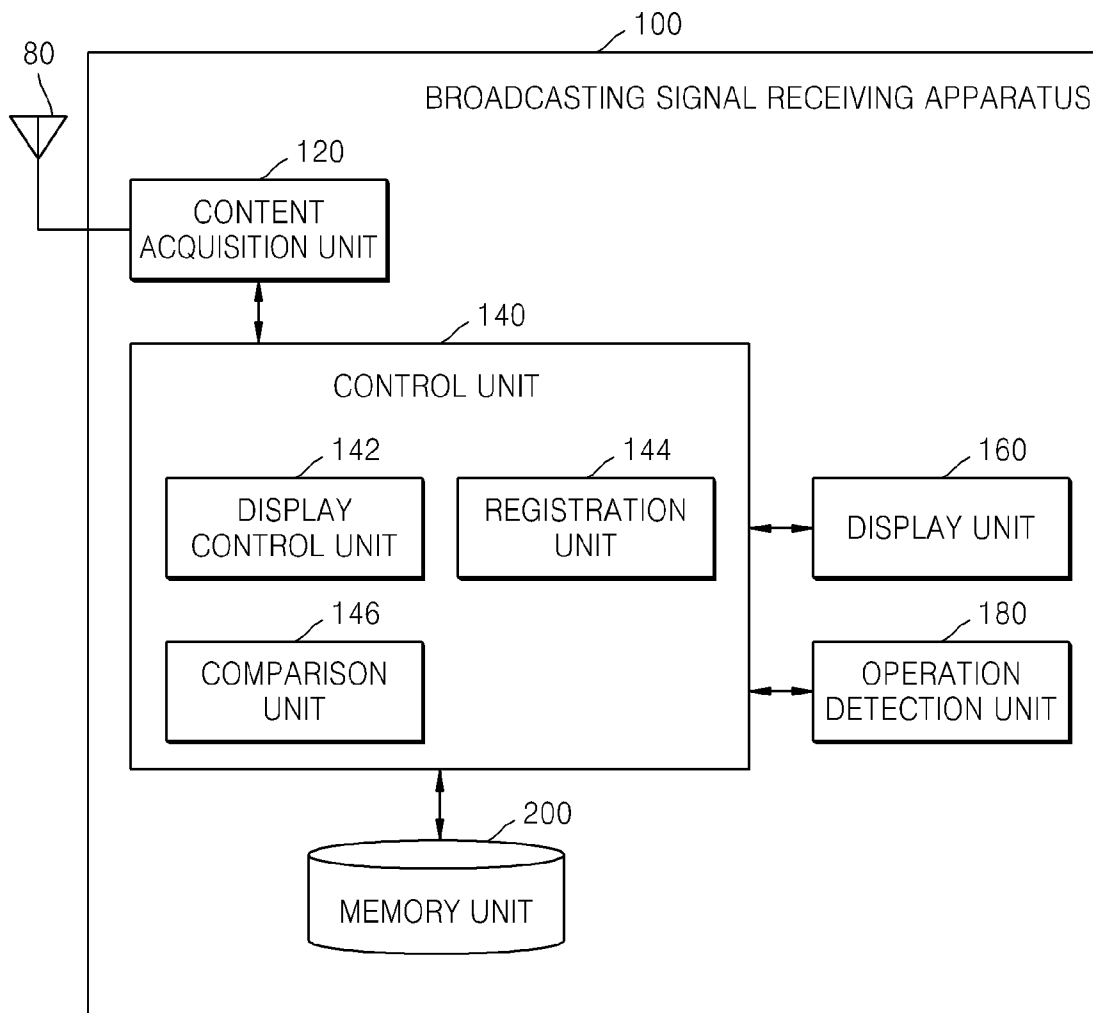 100
80
BROADCASTING SIGNAL RECEIVING APPARATUS
120
CONTENT
ACQUISITION UNIT
140
CONTROL UNIT
142
DISPLAY
CONTROL UNIT
144
REGISTRATION
UNIT
160
DISPLAY UNIT
146
COMPARISON
UNIT
180
OPERATION
DETECTION UNIT
200
MEMORY UNIT